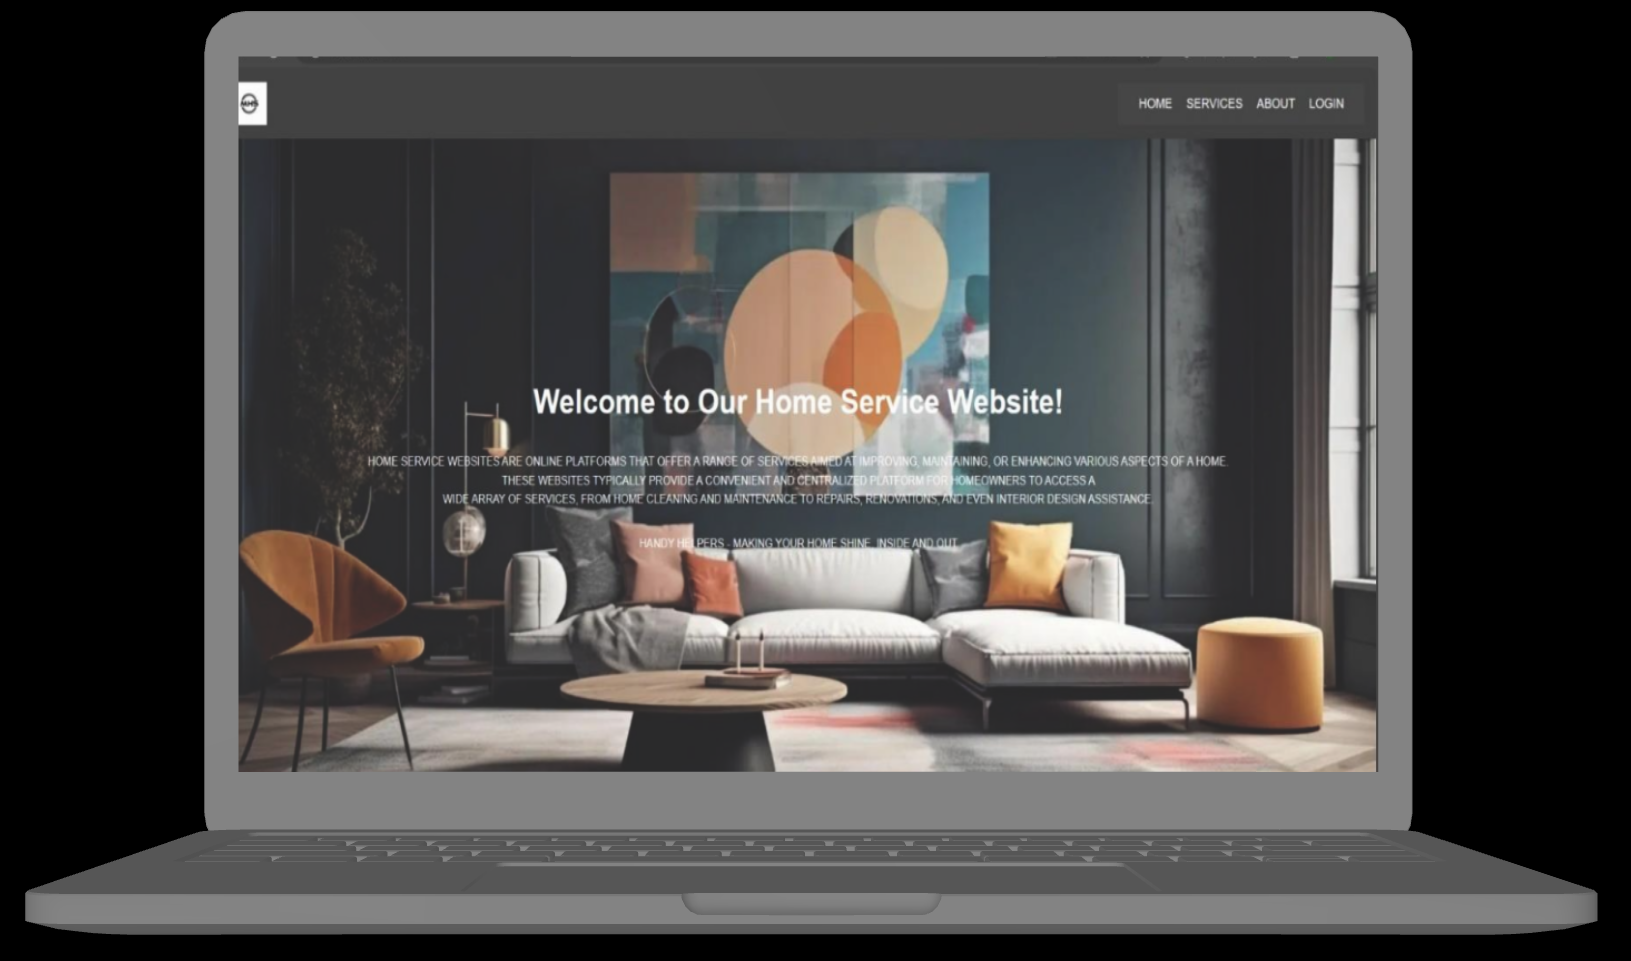 MHS
HOME SERVICES ABOUT LOGIN
Welcome to Our Home Service Website!
HOME SERVICE WEBSITES ARE ONLINE PLATFORMS THAT OFFER A RANGE OF SERVICES AIMED AT IMPROVING, MAINTAINING, OR ENHANCING VARIOUS ASPECTS OF A HOME.
THESE WEBSITES TYPICALLY PROVIDE A CONVENIENT AND CENTRALIZED PLATFORM FOR HOMEOWNERS TO ACCESS A
WIDE ARRAY OF SERVICES, FROM HOME CLEANING AND MAINTENANCE TO REPAIRS, RENOVATIONS, AND EVEN INTERIOR DESIGN ASSISTANCE.
HANDY HELPERS - MAKING YOUR HOME SHINE, INSIDE AND OUT.